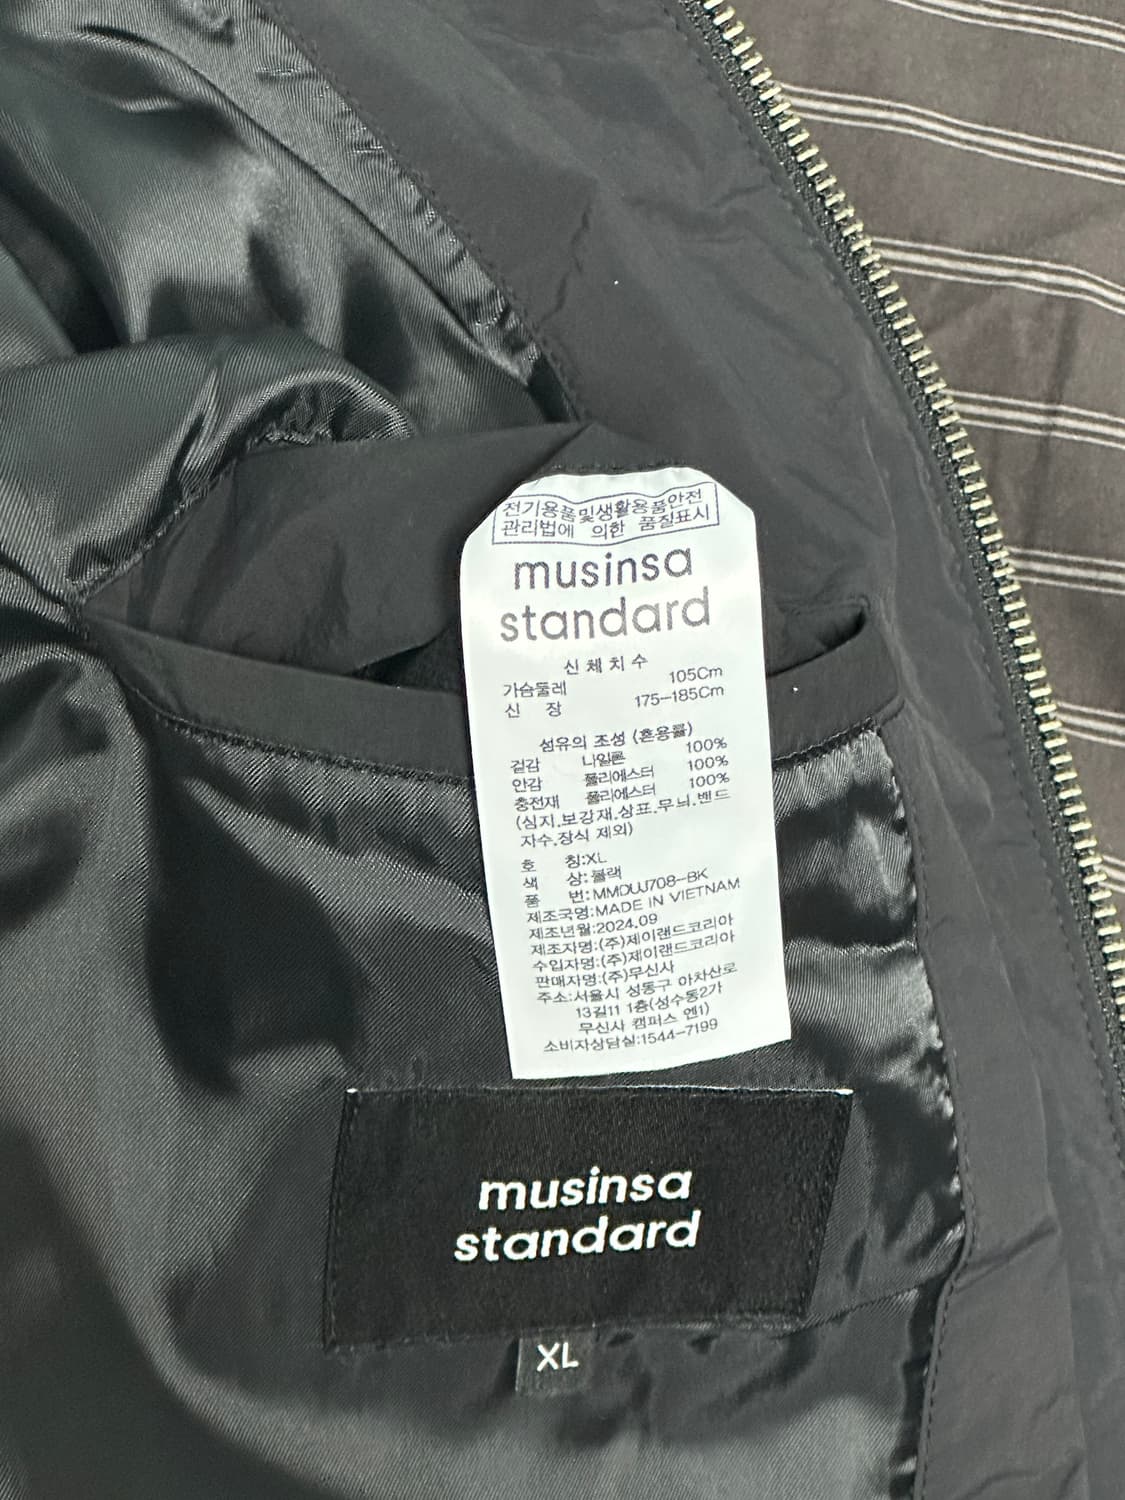 전기용품및생활용품안전
관리법에 의한 품질표시
musinsa
standard
신체치수
가슴둘레 105Cm
신 장 175-185Cm
섬유의 조성 (혼용률)
겉감 나일론 100%
안감 폴리에스터 100%
충전재 폴리에스터 100%
(심지.보강재.상표.무늬.밴드
자수.장식 제외)
호 칭:XL
색 상:블랙
품 번:MMDUJ708-BK
제조국명:MADE IN VIETNAM
제조년월:2024.09
제조자명:(주)제이랜드코리아
수입자명:(주)제이랜드코리아
판매자명:(주)무신사
주소:서울시 성동구 아차산로
13길11 1층(성수동2가
무신사 캠퍼스 엔1)
소비자상담실:1544-7199
musinsa
standard
XL